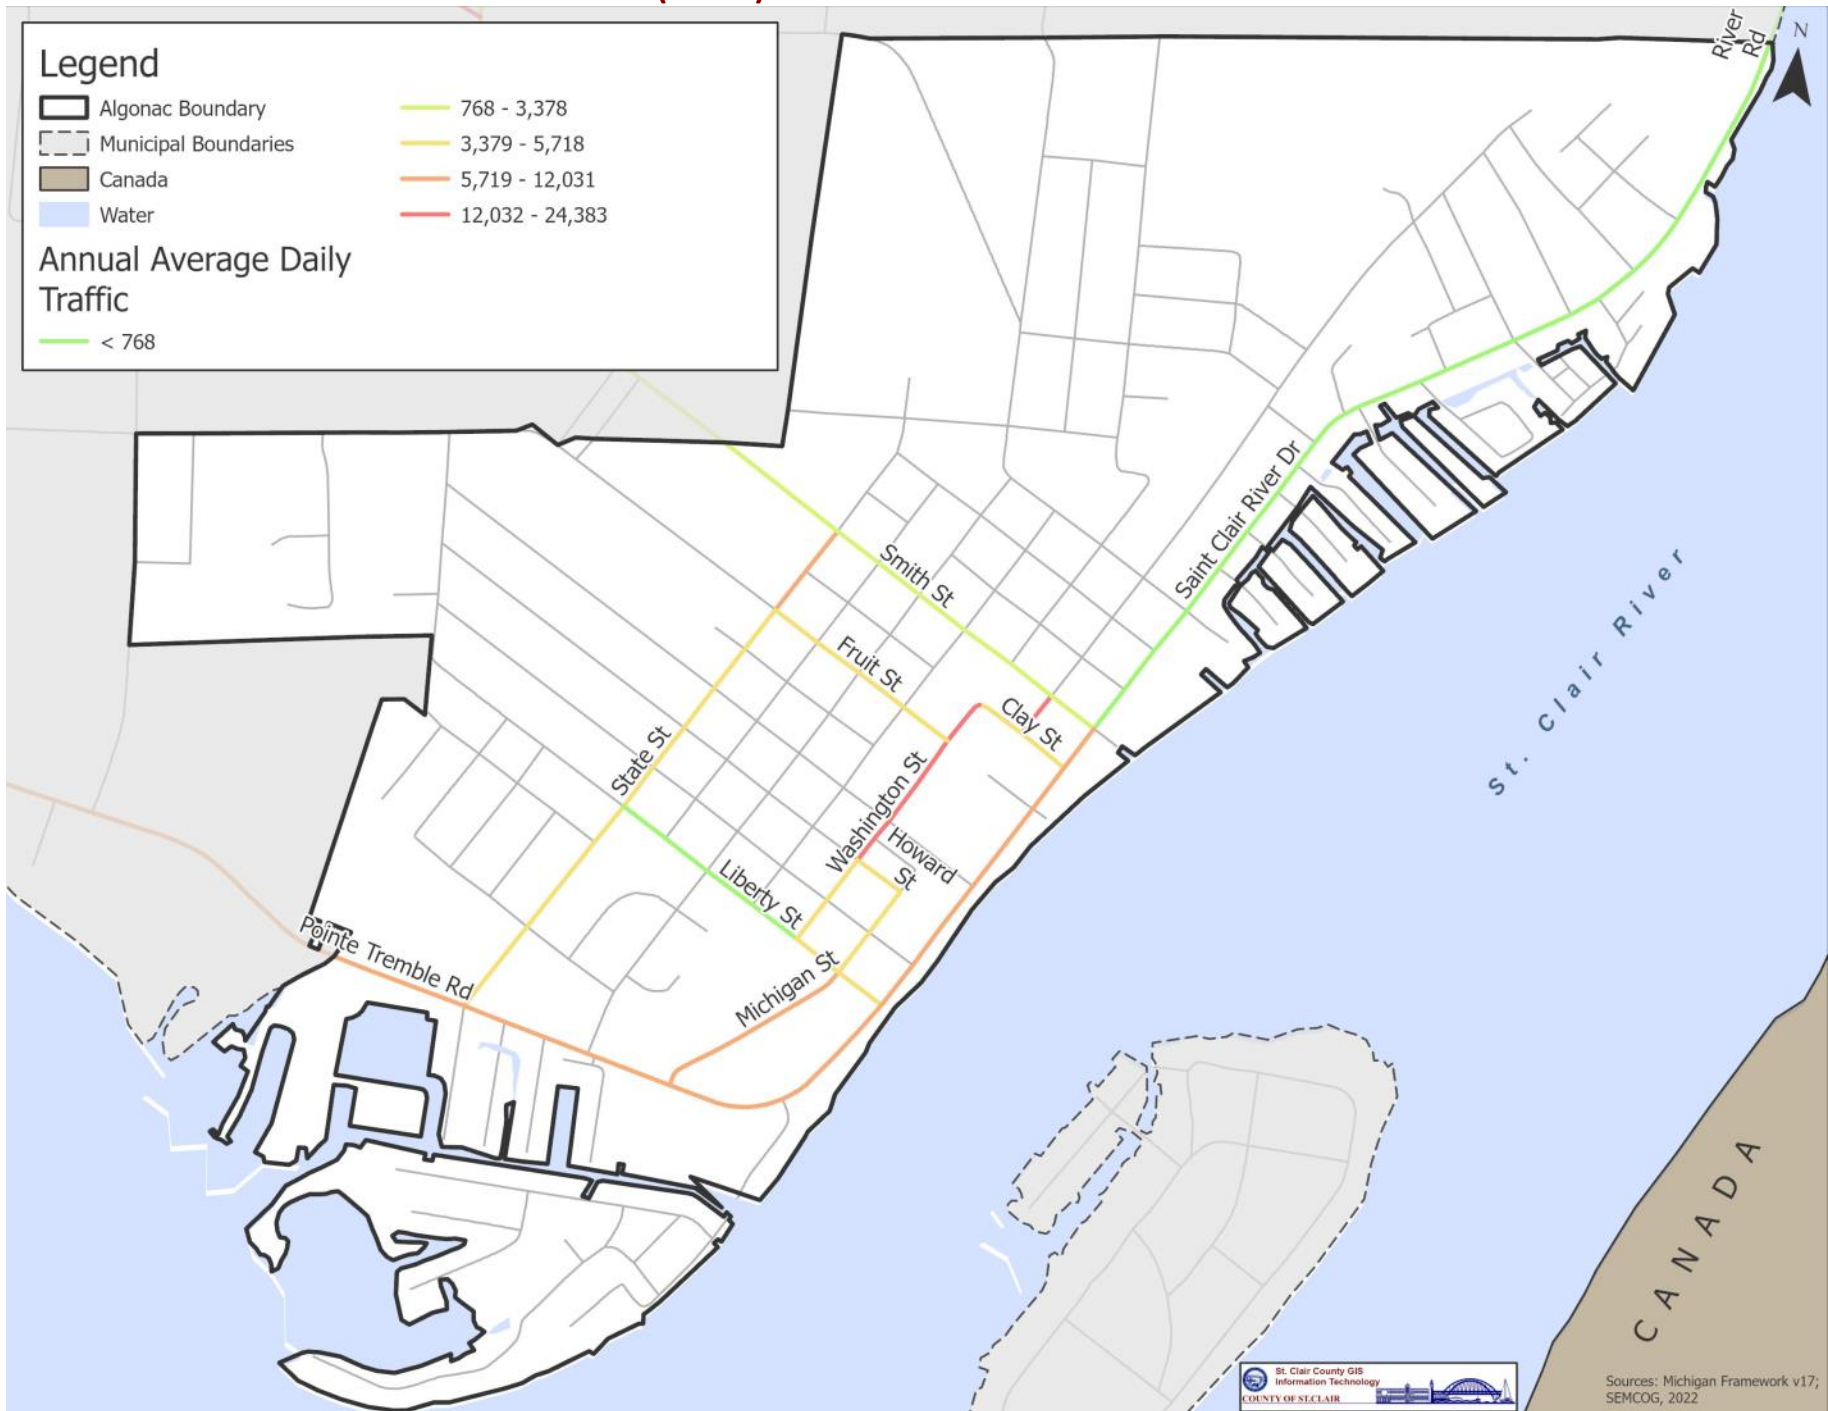 Legend
Algonac Boundary
Municipal Boundaries
Canada
Water
Annual Average Daily
Traffic
< 768
768 - 3,378
3,379 - 5,718
5,719 - 12,031
12,032 - 24,383
River
Rd
N
Saint Clair River Dr
Smith St
Fruit St
Clay St
State St
Washington St
Howard
St
Liberty St
Michigan St
Pointe Tremble Rd
St. Clair River
CANADA
St. Clair County GIS
Information Technology
COUNTY OF ST.CLAIR
Sources: Michigan Framework v17;
SEMCOG, 2022